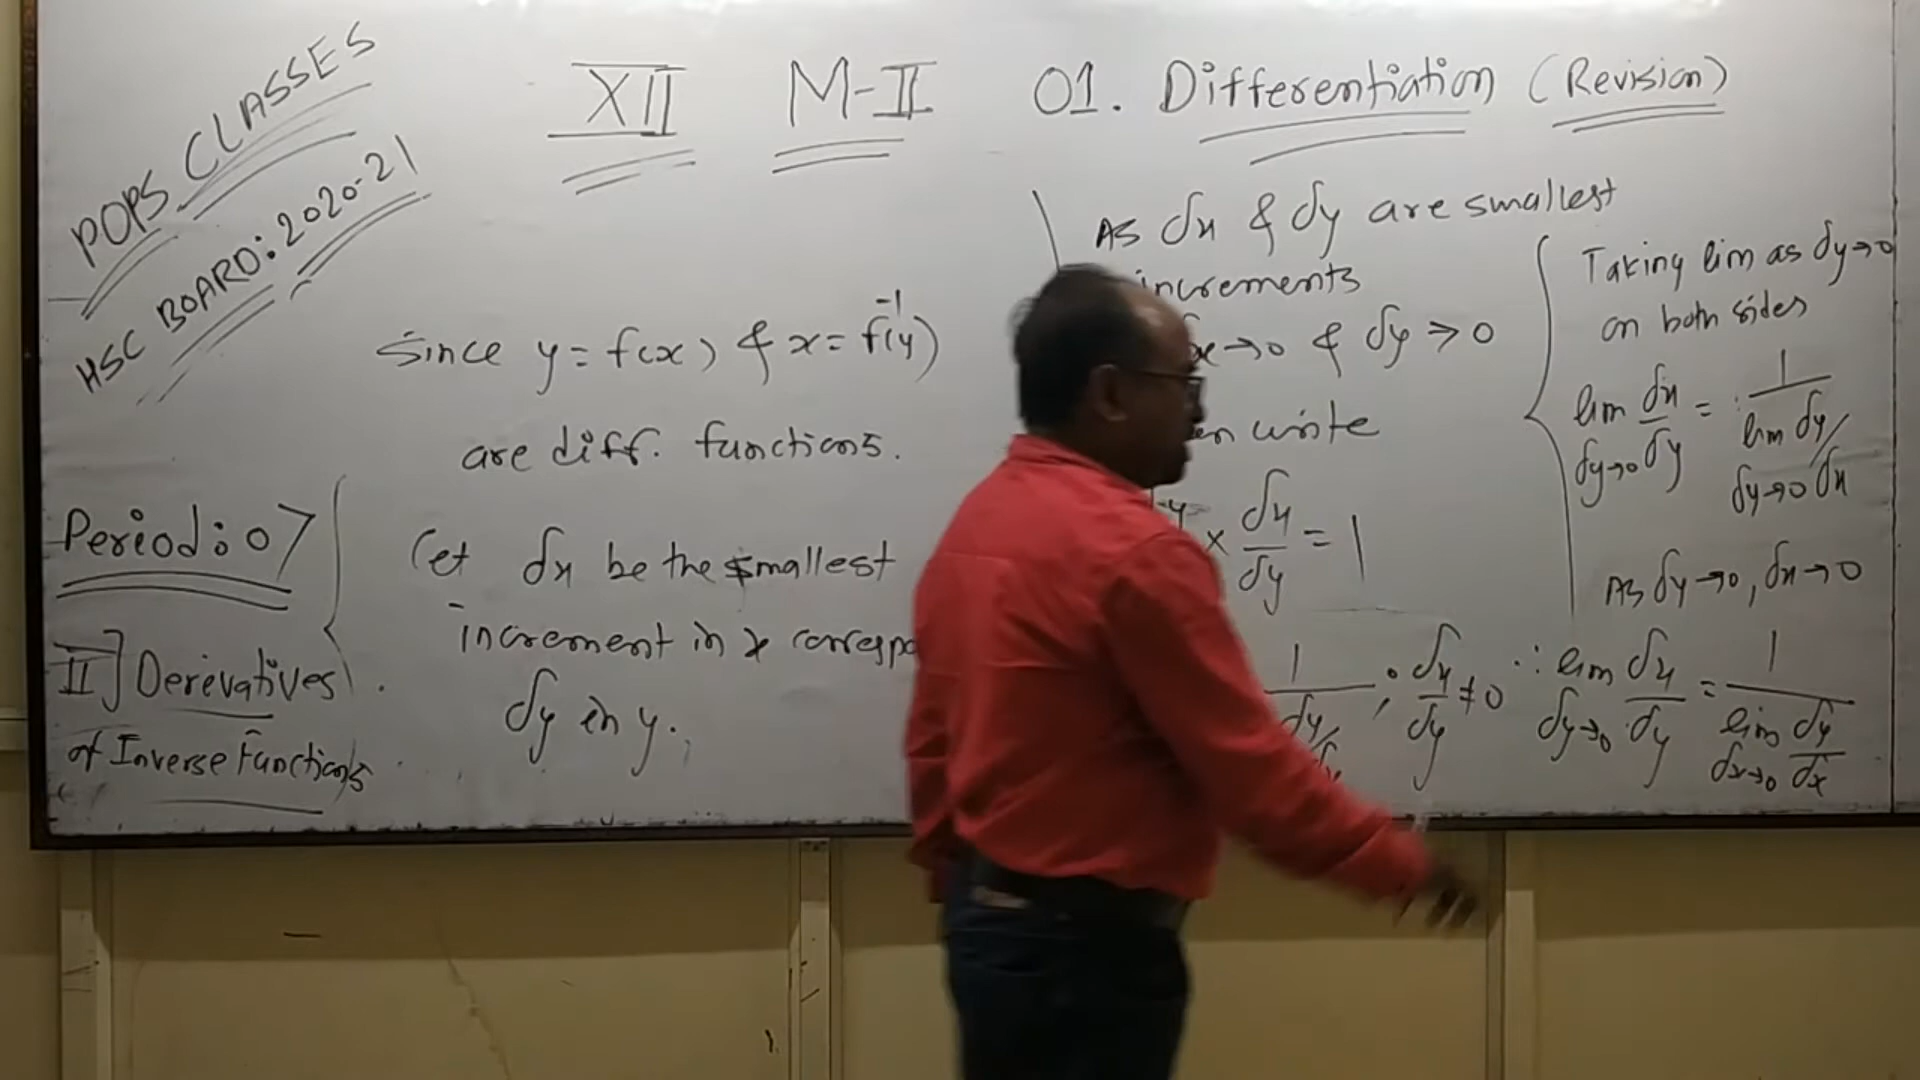 POPS CLASSES
HSC BOARD: 2020-21
XII M-II 01. Differentiation (Revision)
Period: 07
II] Derevatives
of Inverse Functions
Since y = f(x) & x = f⁻¹(y)
are diff. functions.
Let δx be the smallest
increment in x correspo
δy in y.
As δx & δy are smallest
increments
x→0 & δy→0
write
× δx/δy = 1
1/(δy/δx) ; δx/δy ≠ 0
Taking lim as δy→0
on both sides
lim δy→0 δx/δy = 1/(lim δy→0 δy/δx)
As δy→0, δx→0
∴ lim δy→0 δx/δy = 1/(lim δx→0 δy/δx)